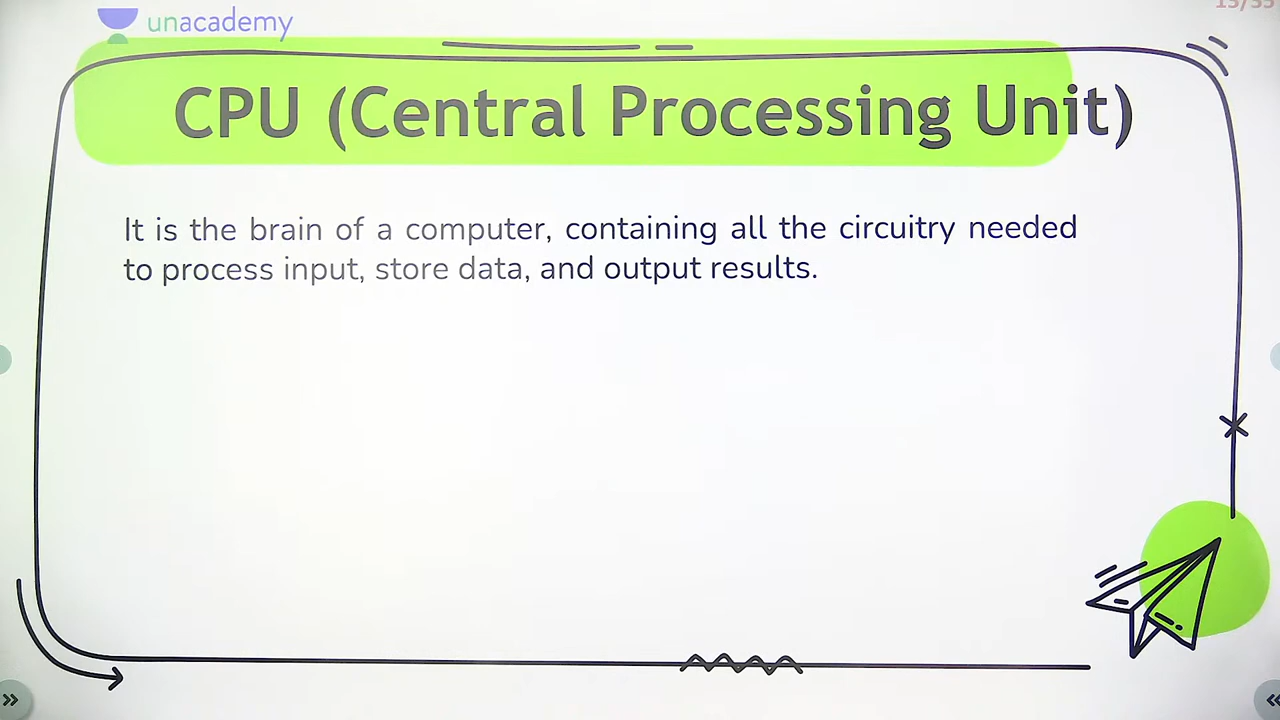 unacademy
CPU (Central Processing Unit)
It is the brain of a computer, containing all the circuitry needed
to process input, store data, and output results.